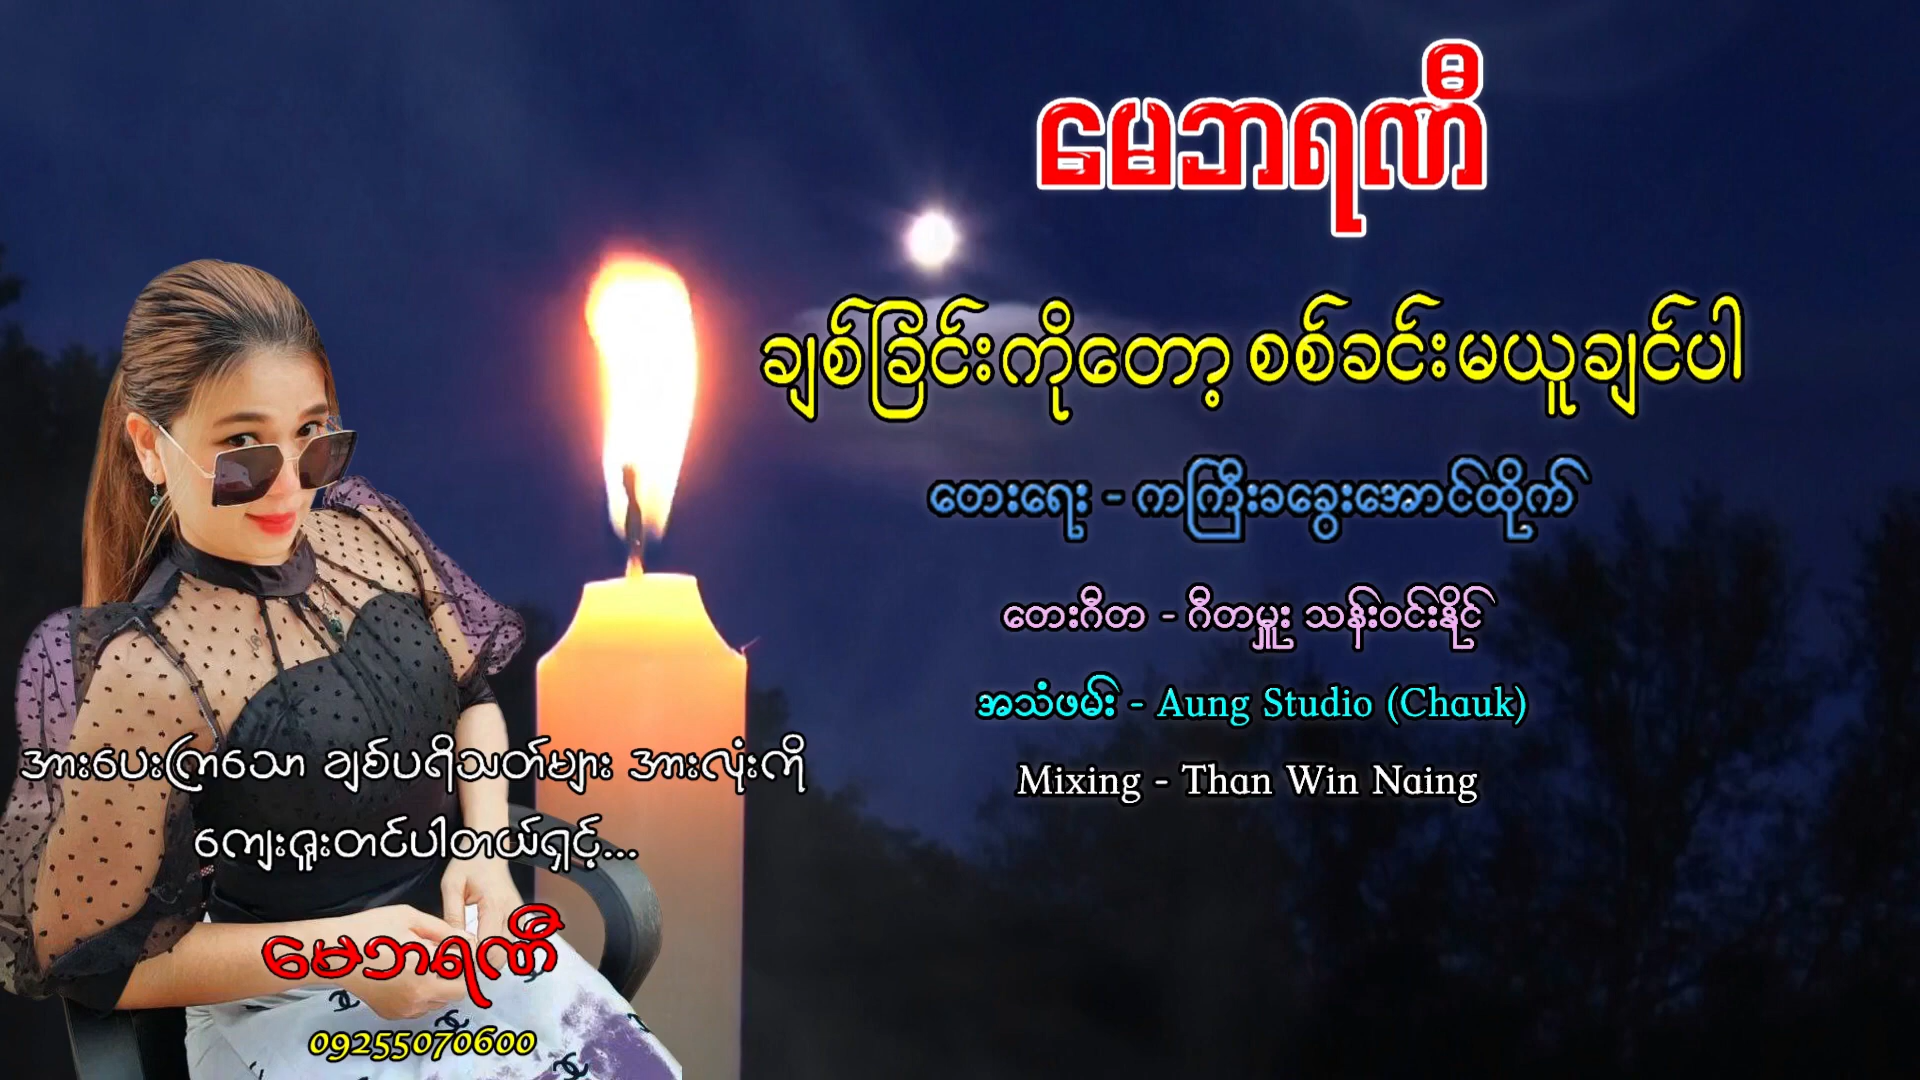 မေဘရဏီ
ချစ်ခြင်းကိုတော့ စစ်ခင်းမယူချင်ပါ
တေးရေး - ကကြီးခခွေးအောင်ထိုက်
တေးဂီတ - ဂီတမှူး သန်းဝင်းနိုင်
အသံဖမ်း - Aung Studio (Chauk)
Mixing - Than Win Naing
အားပေးကြသော ချစ်ပရိသတ်များ အားလုံးကို
ကျေးဇူးတင်ပါတယ်ရှင့်...
မေဘရဏီ
09255070600